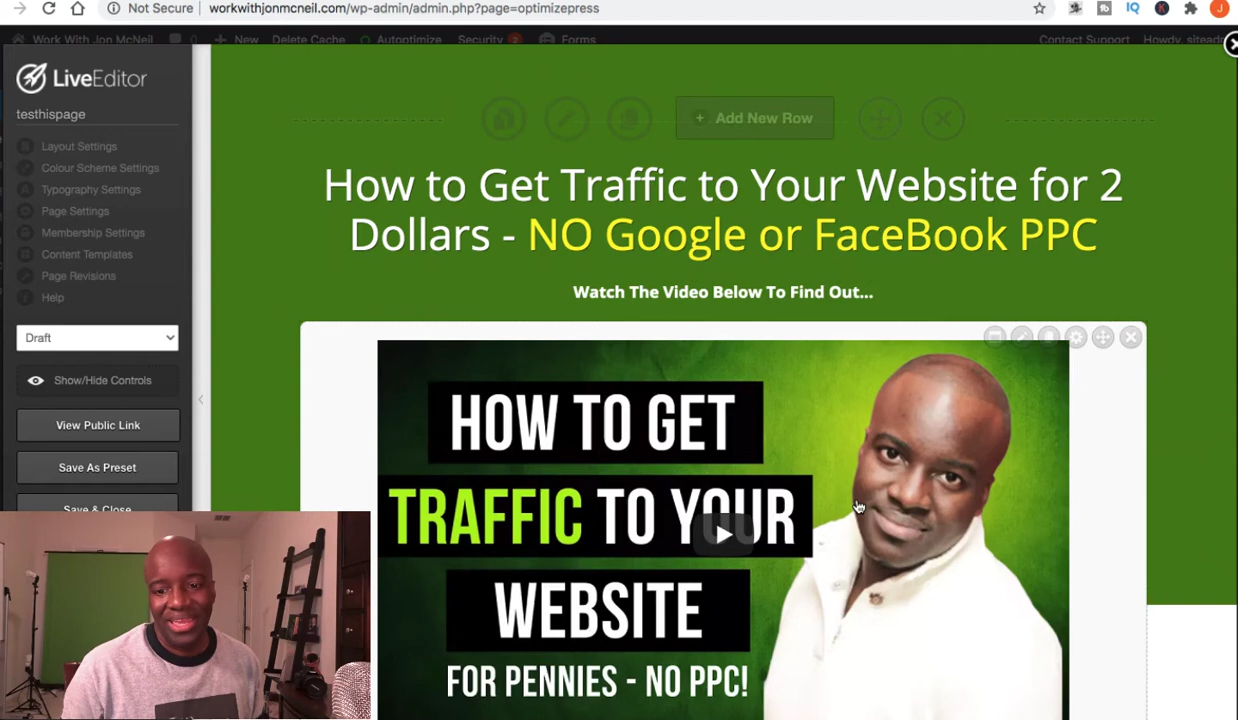 Not Secure workwithjonmcneil.com/wp-admin/admin.php?page=optimizepress
Work With Jon McNeil 0 + New Delete Cache Autoptimize Security 2 Forms Contact Support Howdy, siteadm
LiveEditor
testhispage
Layout Settings
Colour Scheme Settings
Typography Settings
Page Settings
Membership Settings
Content Templates
Page Revisions
Help
Draft
Show/Hide Controls
View Public Link
Save As Preset
Save & Close
+ Add New Row
How to Get Traffic to Your Website for 2
Dollars - NO Google or FaceBook PPC
Watch The Video Below To Find Out...
HOW TO GET
TRAFFIC TO YOUR
WEBSITE
FOR PENNIES - NO PPC!